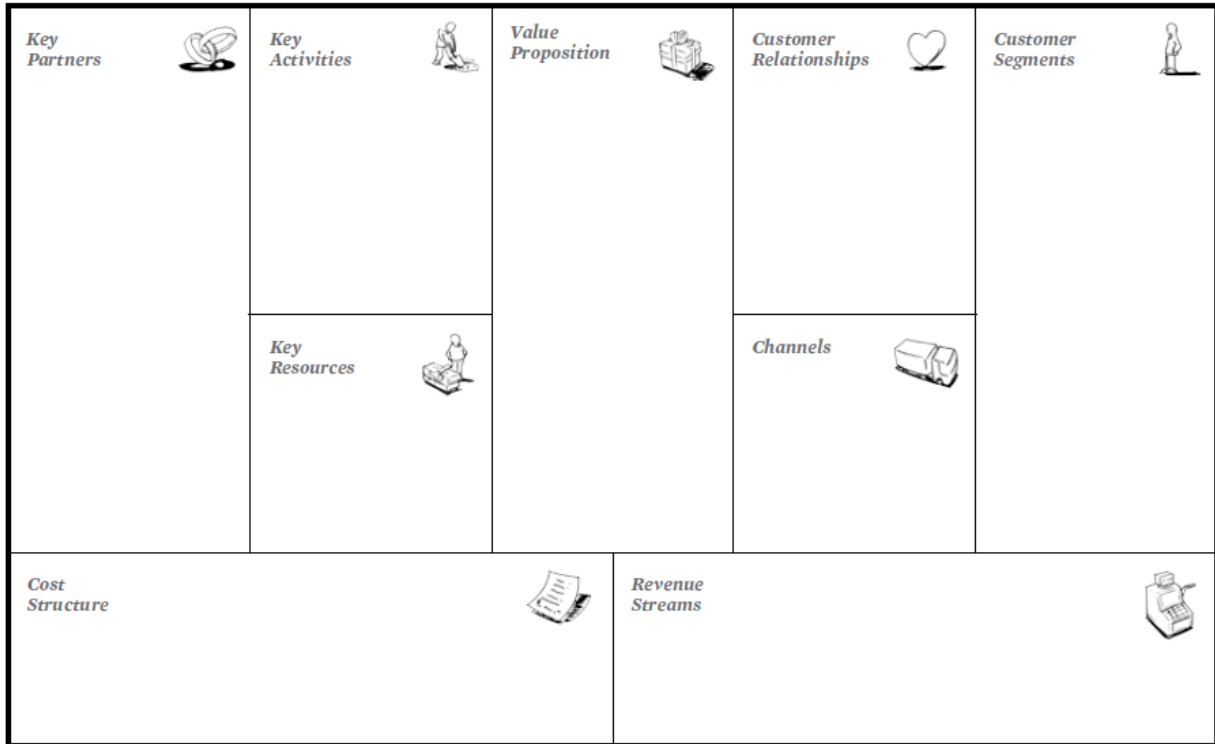 Key
Partners
Key
Activities
Value
Proposition
Customer
Relationships
Customer
Segments
Key
Resources
Channels
Cost
Structure
Revenue
Streams